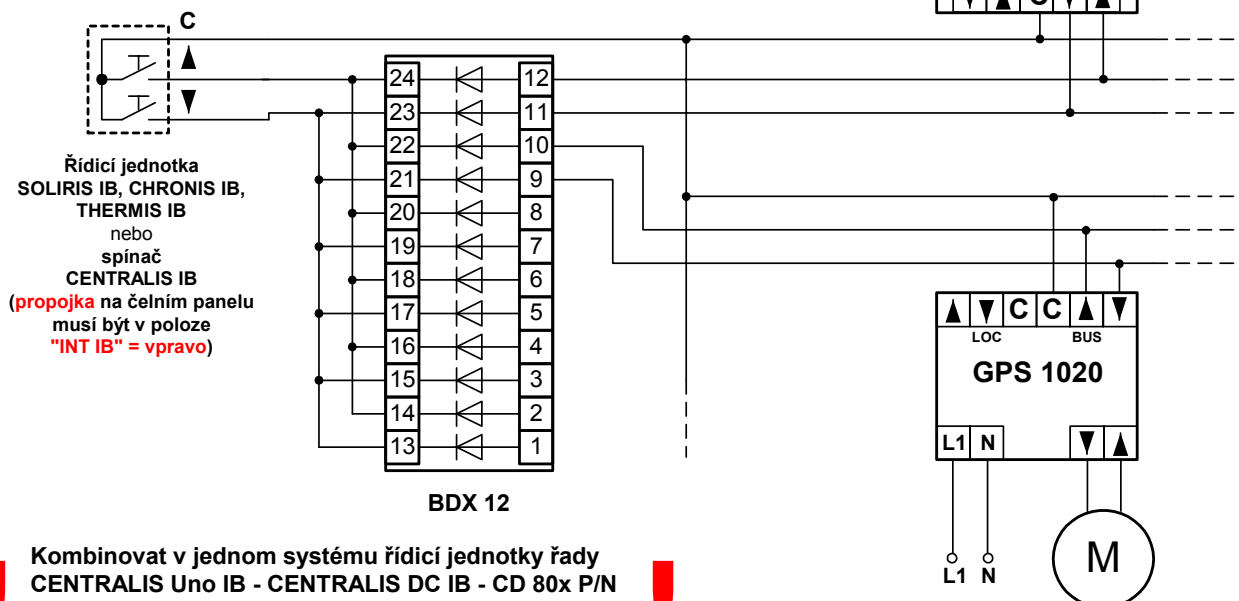 C
C
24 12
23 11
22 10
21 9
20 8
19 7
18 6
17 5
16 4
15 3
14 2
13 1
BDX 12
Řídicí jednotka
SOLIRIS IB, CHRONIS IB,
THERMIS IB
nebo
spínač
CENTRALIS IB
(propojka na čelním panelu
musí být v poloze
"INT IB" = vpravo)
C C
LOC BUS
GPS 1020
L1 N
L1 N
M
Kombinovat v jednom systému řídicí jednotky řady
CENTRALIS Uno IB - CENTRALIS DC IB - CD 80x P/N